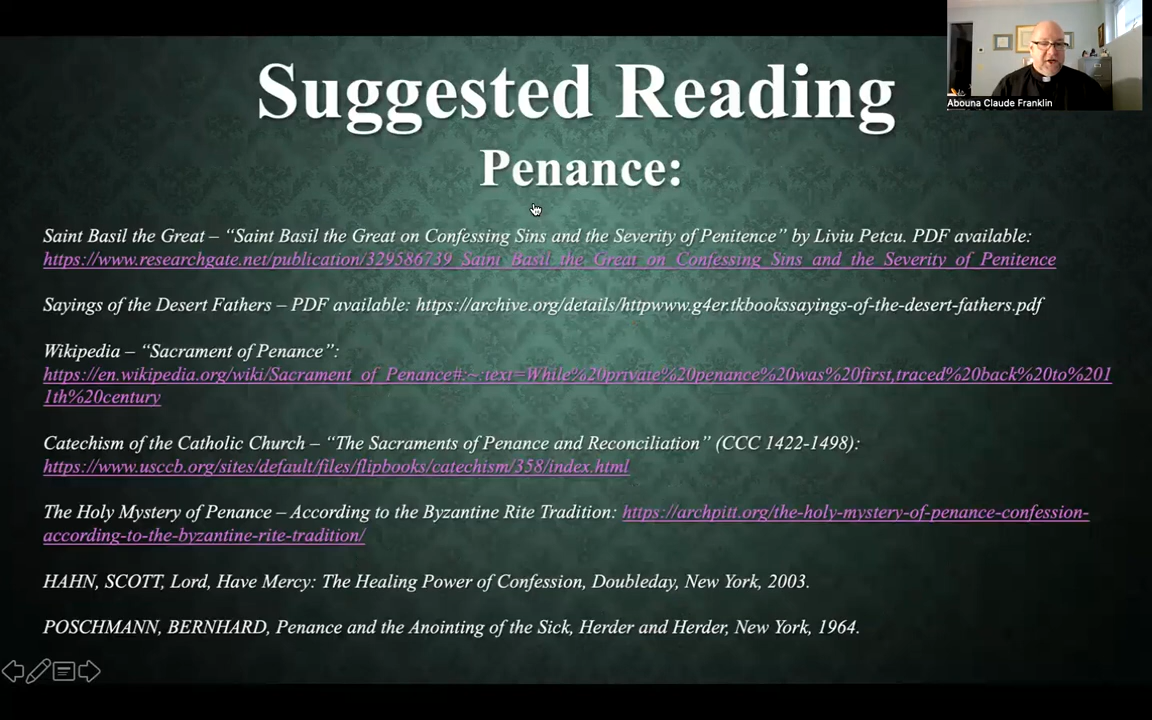 Suggested Reading
Abouna Claude Franklin
Penance:
Saint Basil the Great – “Saint Basil the Great on Confessing Sins and the Severity of Penitence” by Liviu Petcu. PDF available:
https://www.researchgate.net/publication/329586739_Saint_Basil_the_Great_on_Confessing_Sins_and_the_Severity_of_Penitence
Sayings of the Desert Fathers – PDF available: https://archive.org/details/httpwww.g4er.tkbookssayings-of-the-desert-fathers.pdf
Wikipedia – “Sacrament of Penance”:
https://en.wikipedia.org/wiki/Sacrament_of_Penance#:~:text=While%20private%20penance%20was%20first,traced%20back%20to%201
1th%20century
Catechism of the Catholic Church – “The Sacraments of Penance and Reconciliation” (CCC 1422-1498):
https://www.usccb.org/sites/default/files/flipbooks/catechism/358/index.html
The Holy Mystery of Penance – According to the Byzantine Rite Tradition: https://archpitt.org/the-holy-mystery-of-penance-confession-
according-to-the-byzantine-rite-tradition/
HAHN, SCOTT, Lord, Have Mercy: The Healing Power of Confession, Doubleday, New York, 2003.
POSCHMANN, BERNHARD, Penance and the Anointing of the Sick, Herder and Herder, New York, 1964.